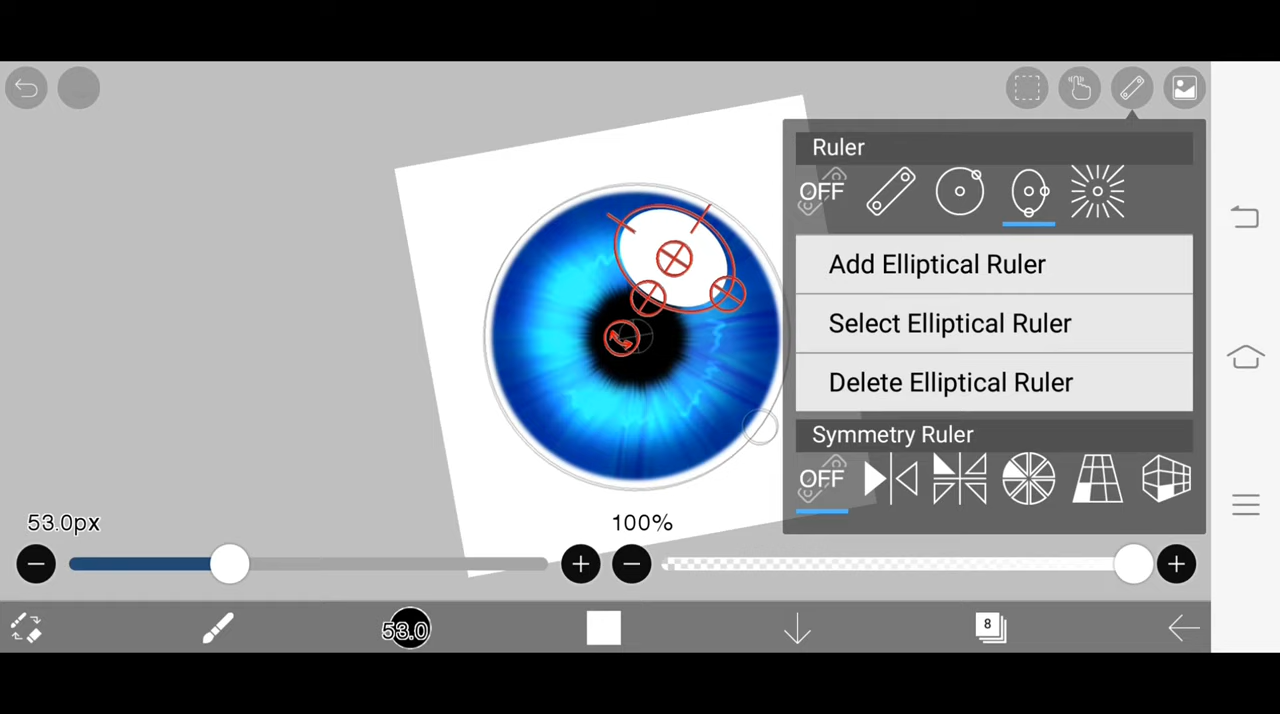 Ruler
OFF
Add Elliptical Ruler
Select Elliptical Ruler
Delete Elliptical Ruler
Symmetry Ruler
OFF
53.0px
100%
53.0
8